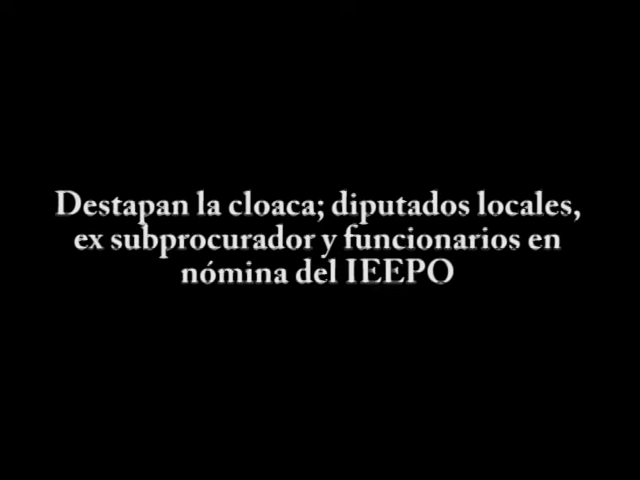 Destapan la cloaca; diputados locales,
ex subprocurador y funcionarios en
nómina del IEEPO